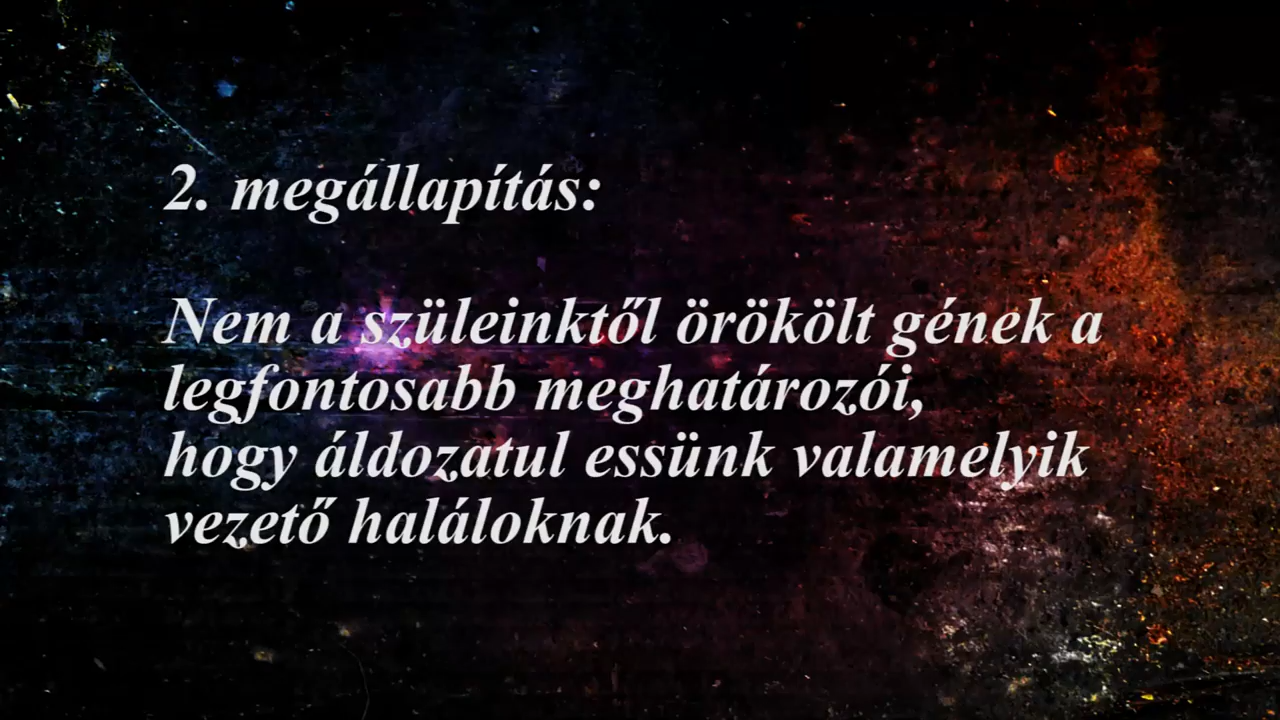 2. megállapítás:
Nem a szüleinktől örökölt gének a
legfontosabb meghatározói,
hogy áldozatul essünk valamelyik
vezető haláloknak.